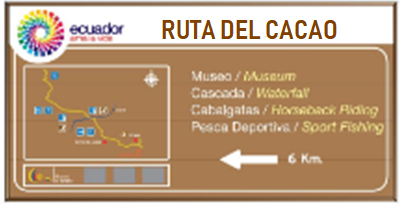 ecuador
RUTA DEL CACAO
Museo / Museum
Cascada / Waterfall
Cabalgatas / Horseback Riding
Pesca Deportiva / Sport Fishing
6 Km.